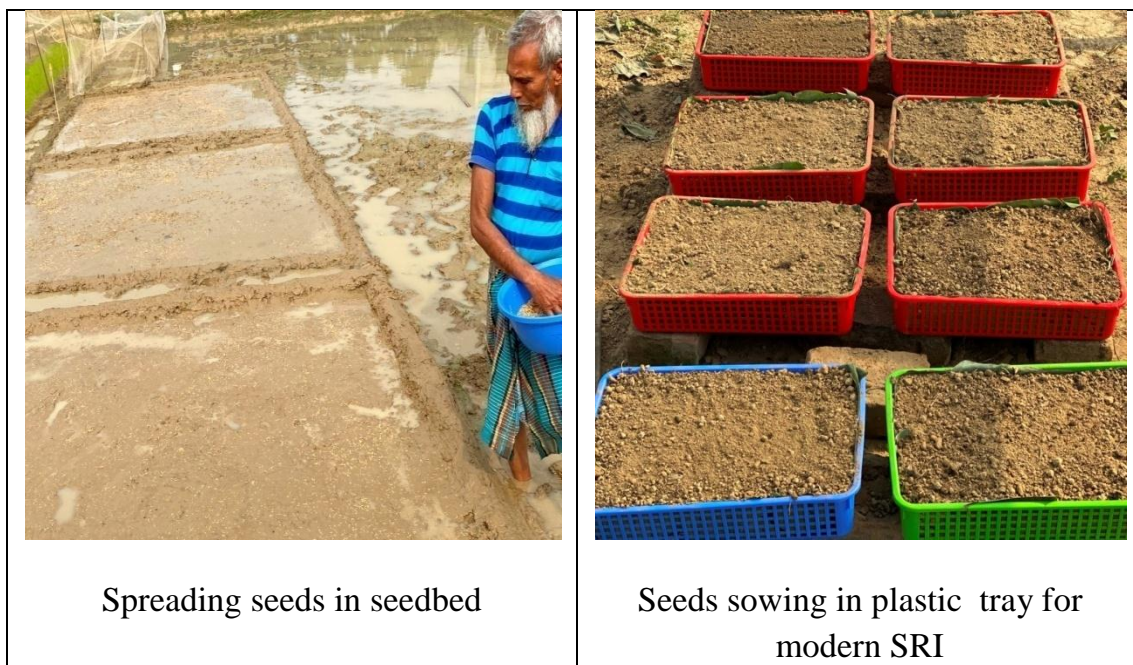 Spreading seeds in seedbed
Seeds sowing in plastic tray for
modern SRI